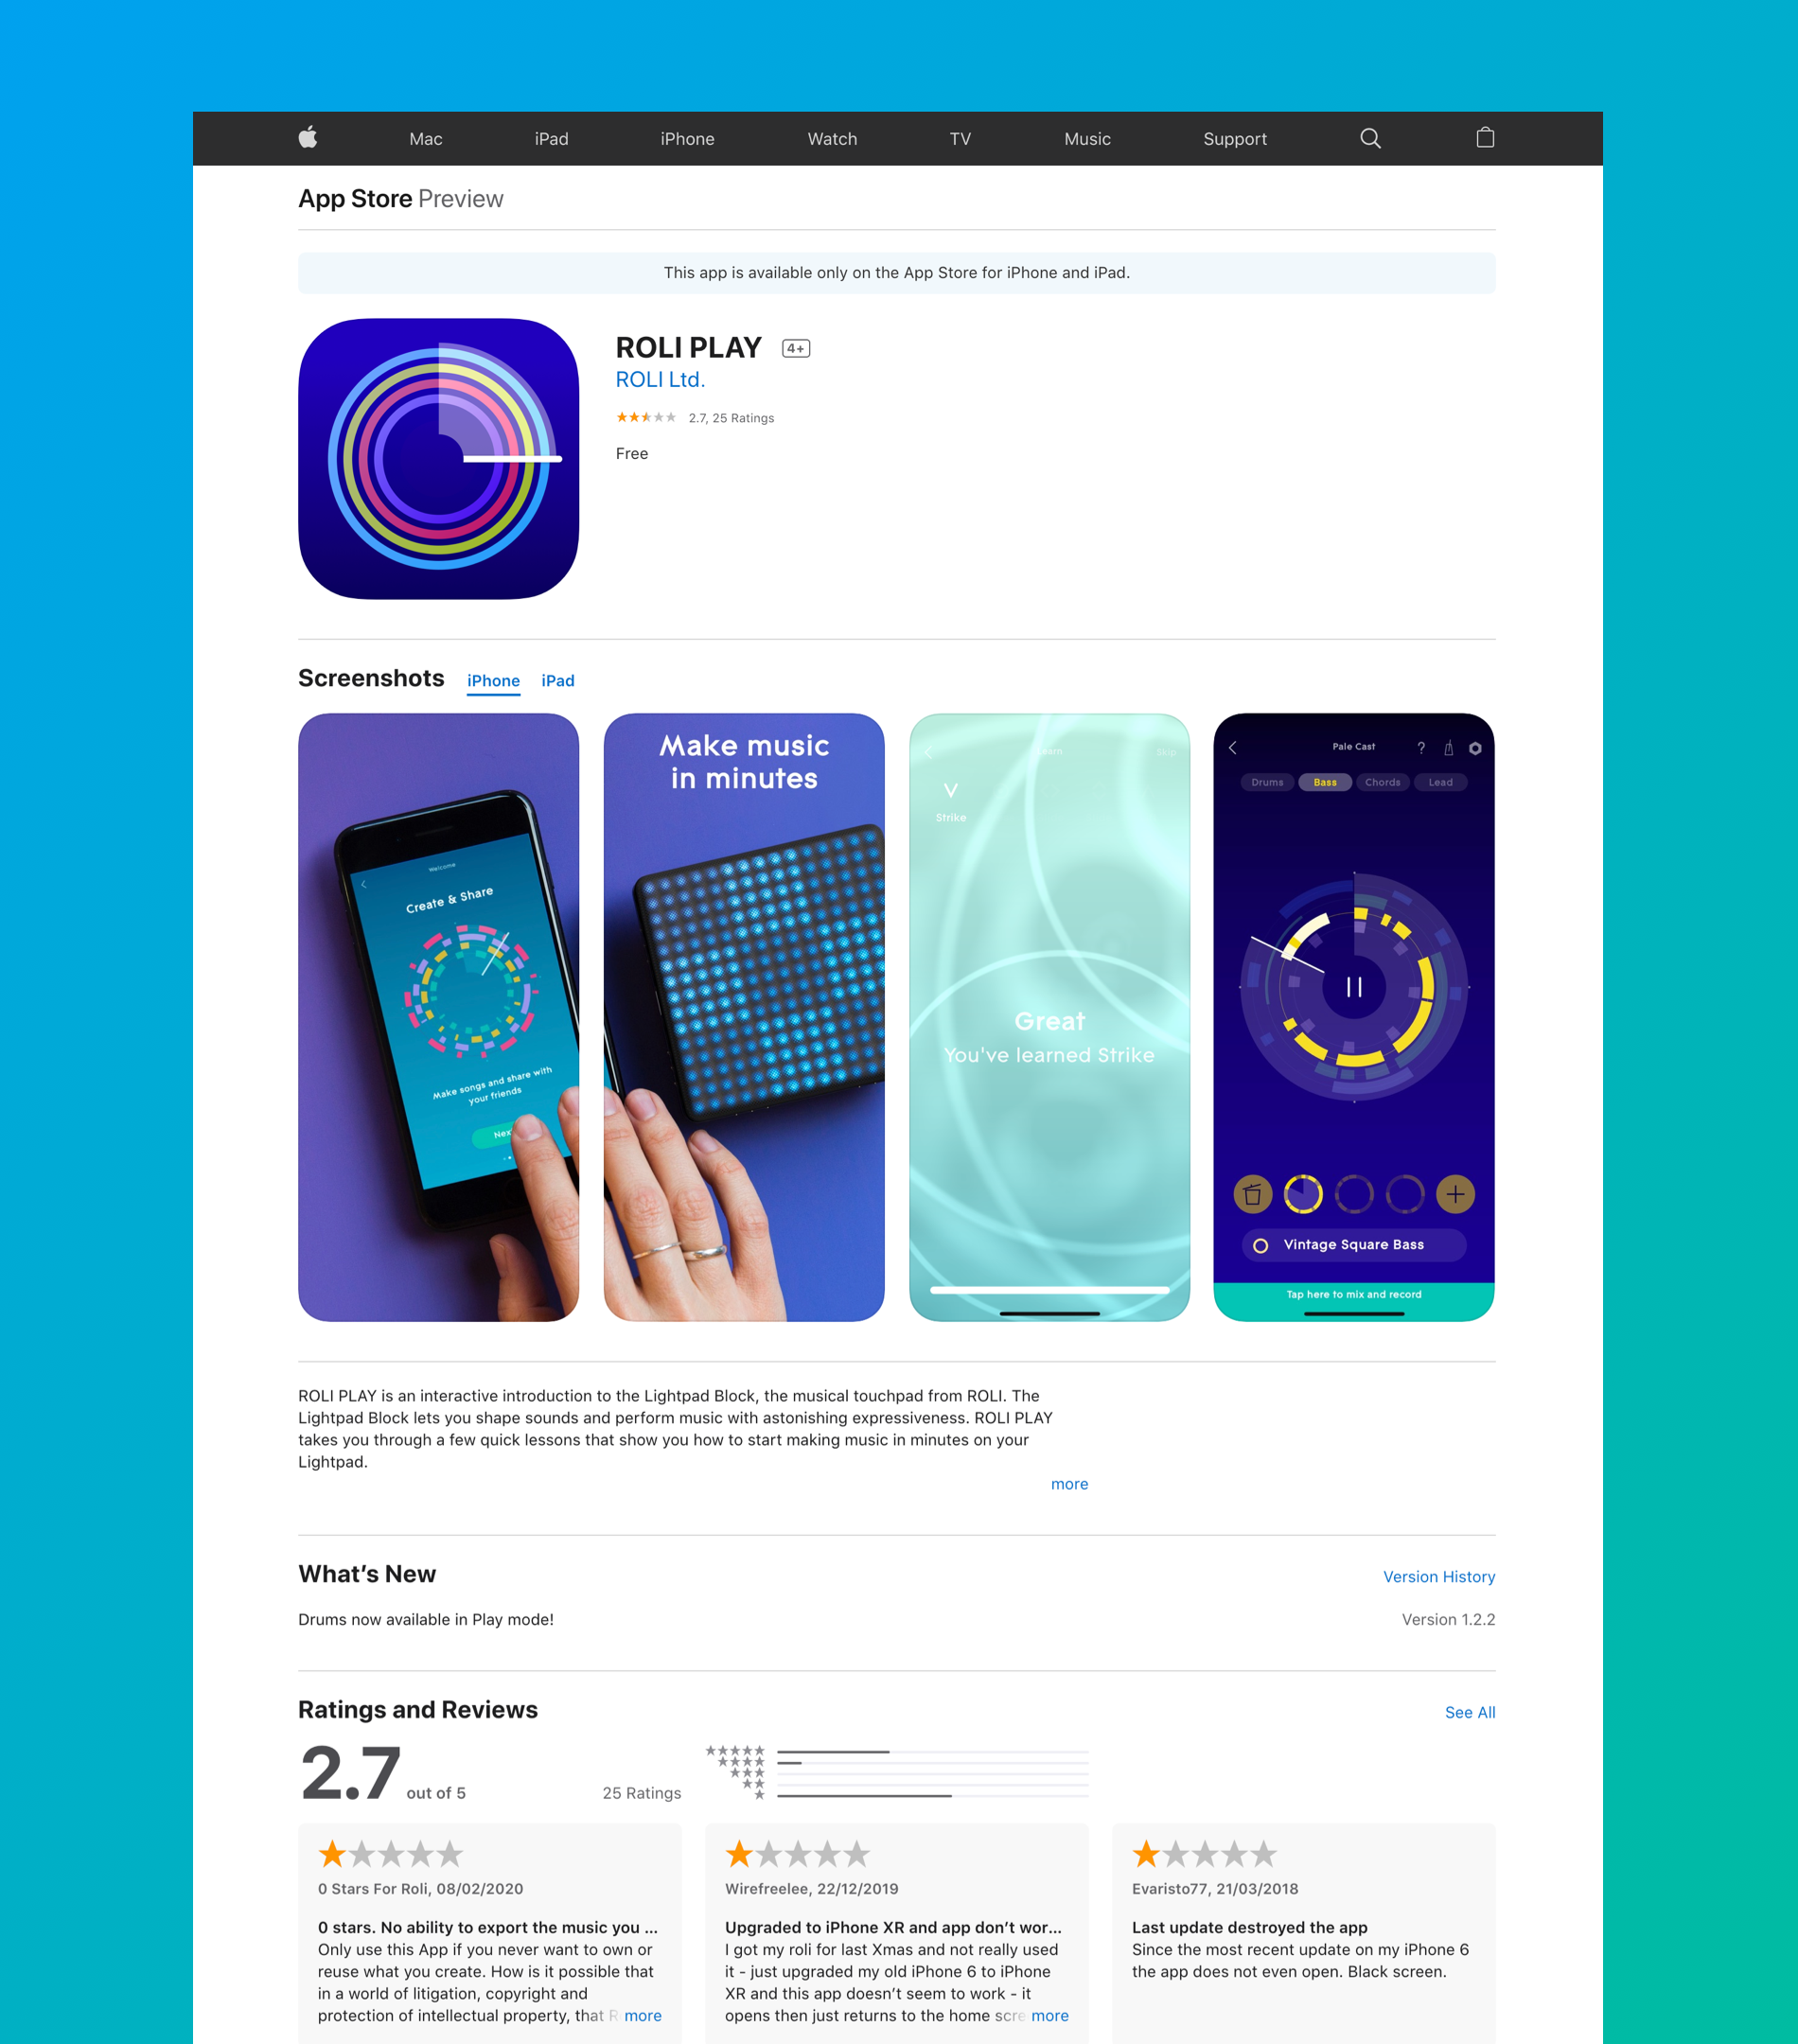 Mac
iPad
iPhone
Watch
TV
Music
Support
App Store Preview
This app is available only on the App Store for iPhone and iPad.
ROLI PLAY 4+
ROLI Ltd.
2.7, 25 Ratings
Free
Screenshots iPhone iPad
Welcome
Create & Share
Make songs and share with
your friends
Make music
in minutes
Learn
Skip
Strike
Great
You've learned Strike
Pale Cast
?
Drums
Bass
Chords
Lead
Vintage Square Bass
Tap here to mix and record
ROLI PLAY is an interactive introduction to the Lightpad Block, the musical touchpad from ROLI. The
Lightpad Block lets you shape sounds and perform music with astonishing expressiveness. ROLI PLAY
takes you through a few quick lessons that show you how to start making music in minutes on your
Lightpad.
more
What's New
Version History
Drums now available in Play mode!
Version 1.2.2
Ratings and Reviews
See All
2.7 out of 5
25 Ratings
0 Stars For Roli, 08/02/2020
0 stars. No ability to export the music you ...
Only use this App if you never want to own or
reuse what you create. How is it possible that
in a world of litigation, copyright and
protection of intellectual property, that R more
Wirefreelee, 22/12/2019
Upgraded to iPhone XR and app don't wor...
I got my roli for last Xmas and not really used
it - just upgraded my old iPhone 6 to iPhone
XR and this app doesn't seem to work - it
opens then just returns to the home scre more
Evaristo77, 21/03/2018
Last update destroyed the app
Since the most recent update on my iPhone 6
the app does not even open. Black screen.